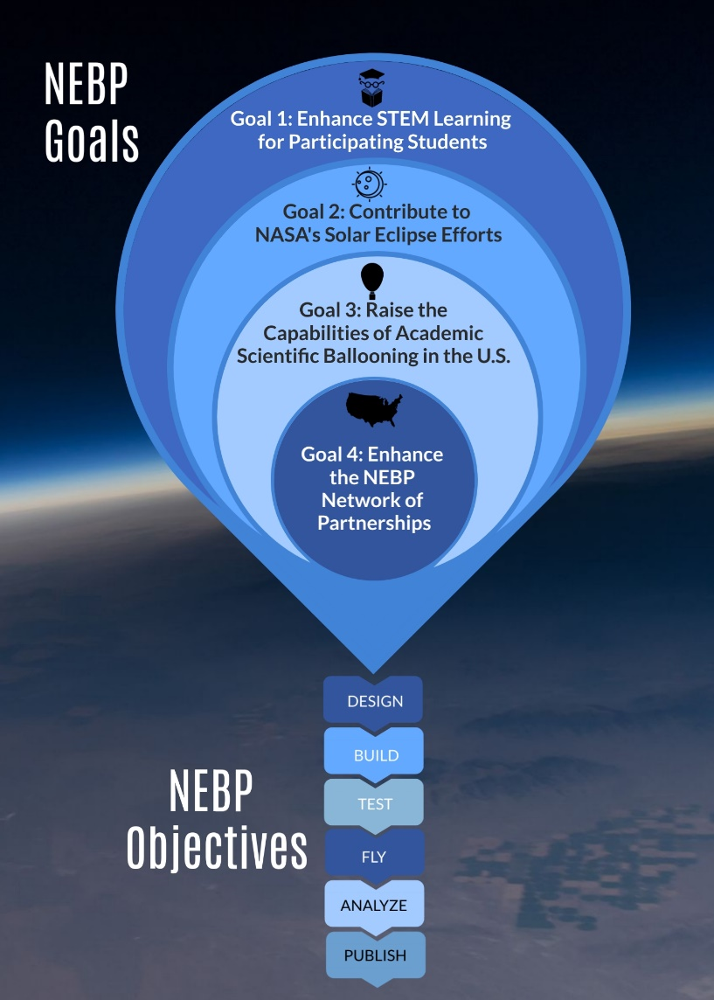 NEBP
Goals
Goal 1: Enhance STEM Learning
for Participating Students
Goal 2: Contribute to
NASA's Solar Eclipse Efforts
Goal 3: Raise the
Capabilities of Academic
Scientific Ballooning in the U.S.
Goal 4: Enhance
the NEBP
Network of
Partnerships
NEBP
Objectives
DESIGN
BUILD
TEST
FLY
ANALYZE
PUBLISH